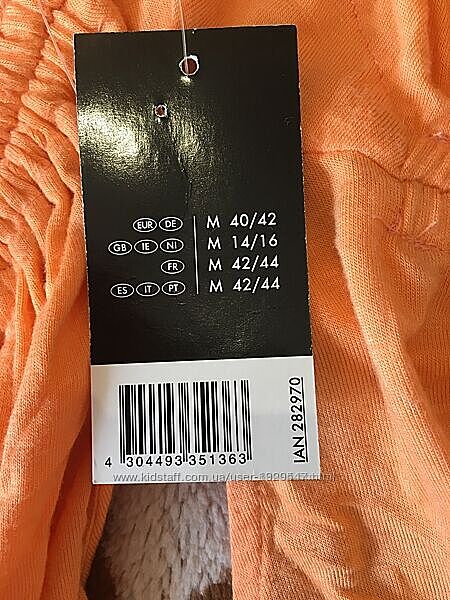 EUR DE M 40/42
GB IE NI M 14/16
FR M 42/44
ES IT PT M 42/44
4 304493 351363
IAN 282970